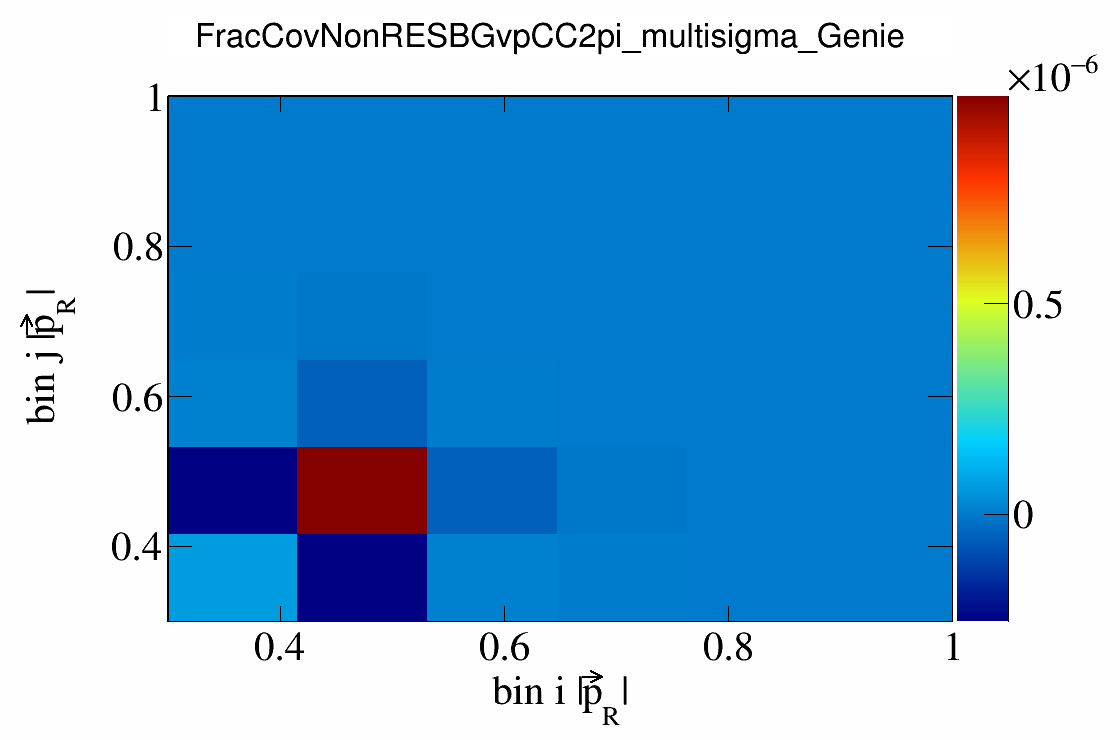 FracCovNonRESBGvpCC2pi_multisigma_Genie
×10⁻⁶
1
0.8
0.6
0.4
0.5
0
0.4 0.6 0.8 1
bin j |p⃗_R|
bin i |p⃗_R|